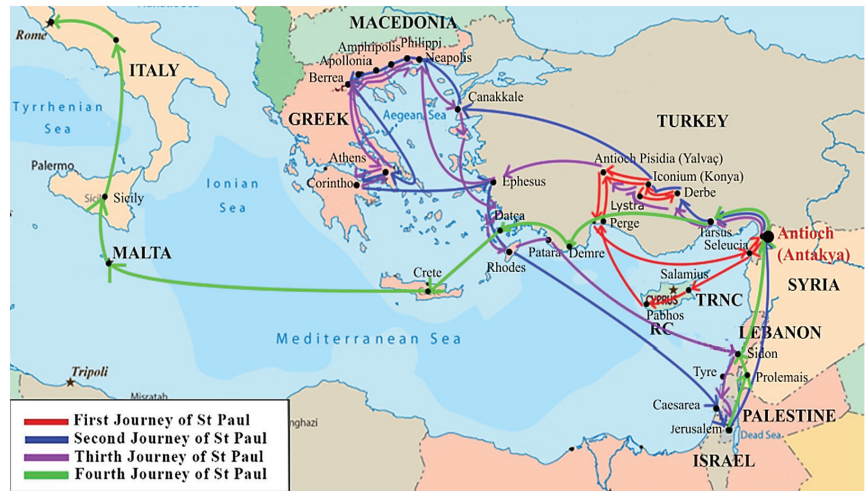 MACEDONIA
Rome
ITALY
Amphipolis
Philippi
Apollonia
Neapolis
Berrea
Tyrrhenian
Sea
Canakkale
GREEK
Aegean Sea
TURKEY
Palermo
Athens
Antioch Pisidia (Yalvaç)
Iconium (Konya)
Ionian
Sea
Corintho
Ephesus
Derbe
Sicily
Lystra
Datça
Perge
Tarsus
Antioch
(Antakya)
Seleucia
MALTA
Rhodes
Patara
Demre
Crete
Salamius
SYRIA
CYPRUS
TRNC
Pabhos
RC
LEBANON
Mediterranean Sea
Sidon
Tripoli
Tyre
Prolemais
Misratah
Caesarea
PALESTINE
First Journey of St Paul
Second Journey of St Paul
Thirth Journey of St Paul
Fourth Journey of St Paul
nghazi
Jerusalem
Dead Sea
ISRAEL